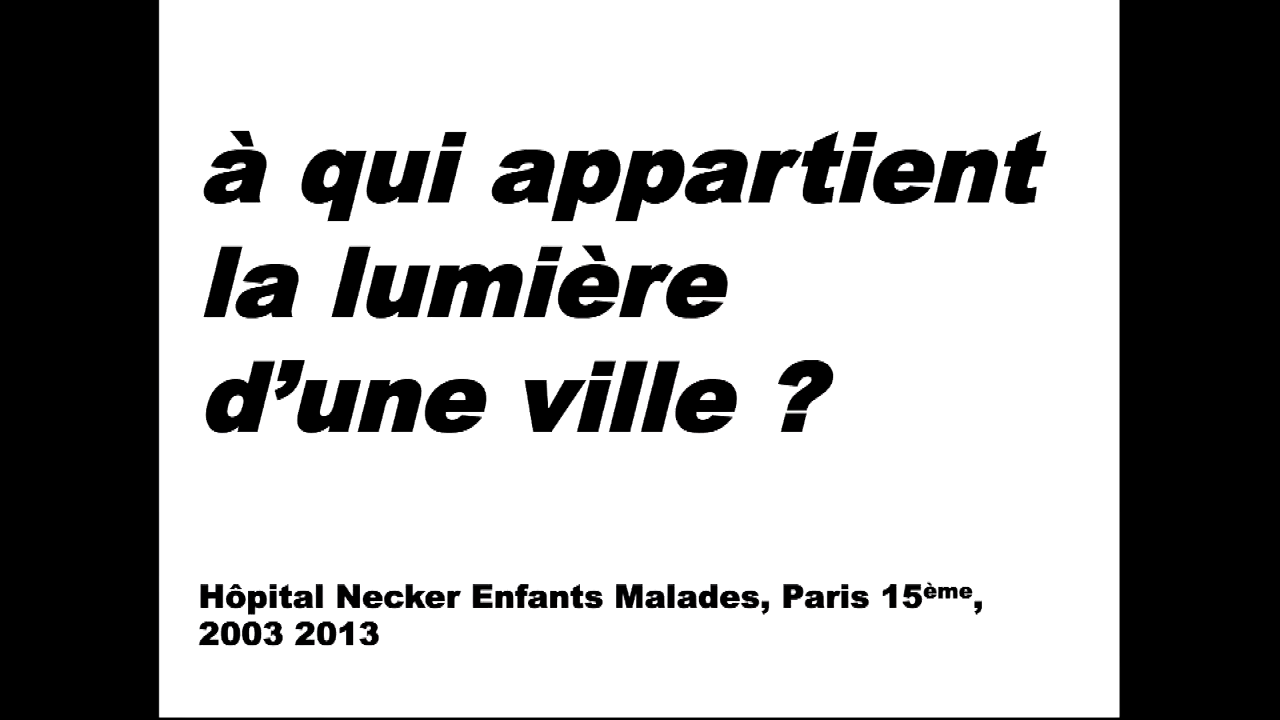 à qui appartient
la lumière
d’une ville ?
Hôpital Necker Enfants Malades, Paris 15ème,
2003 2013